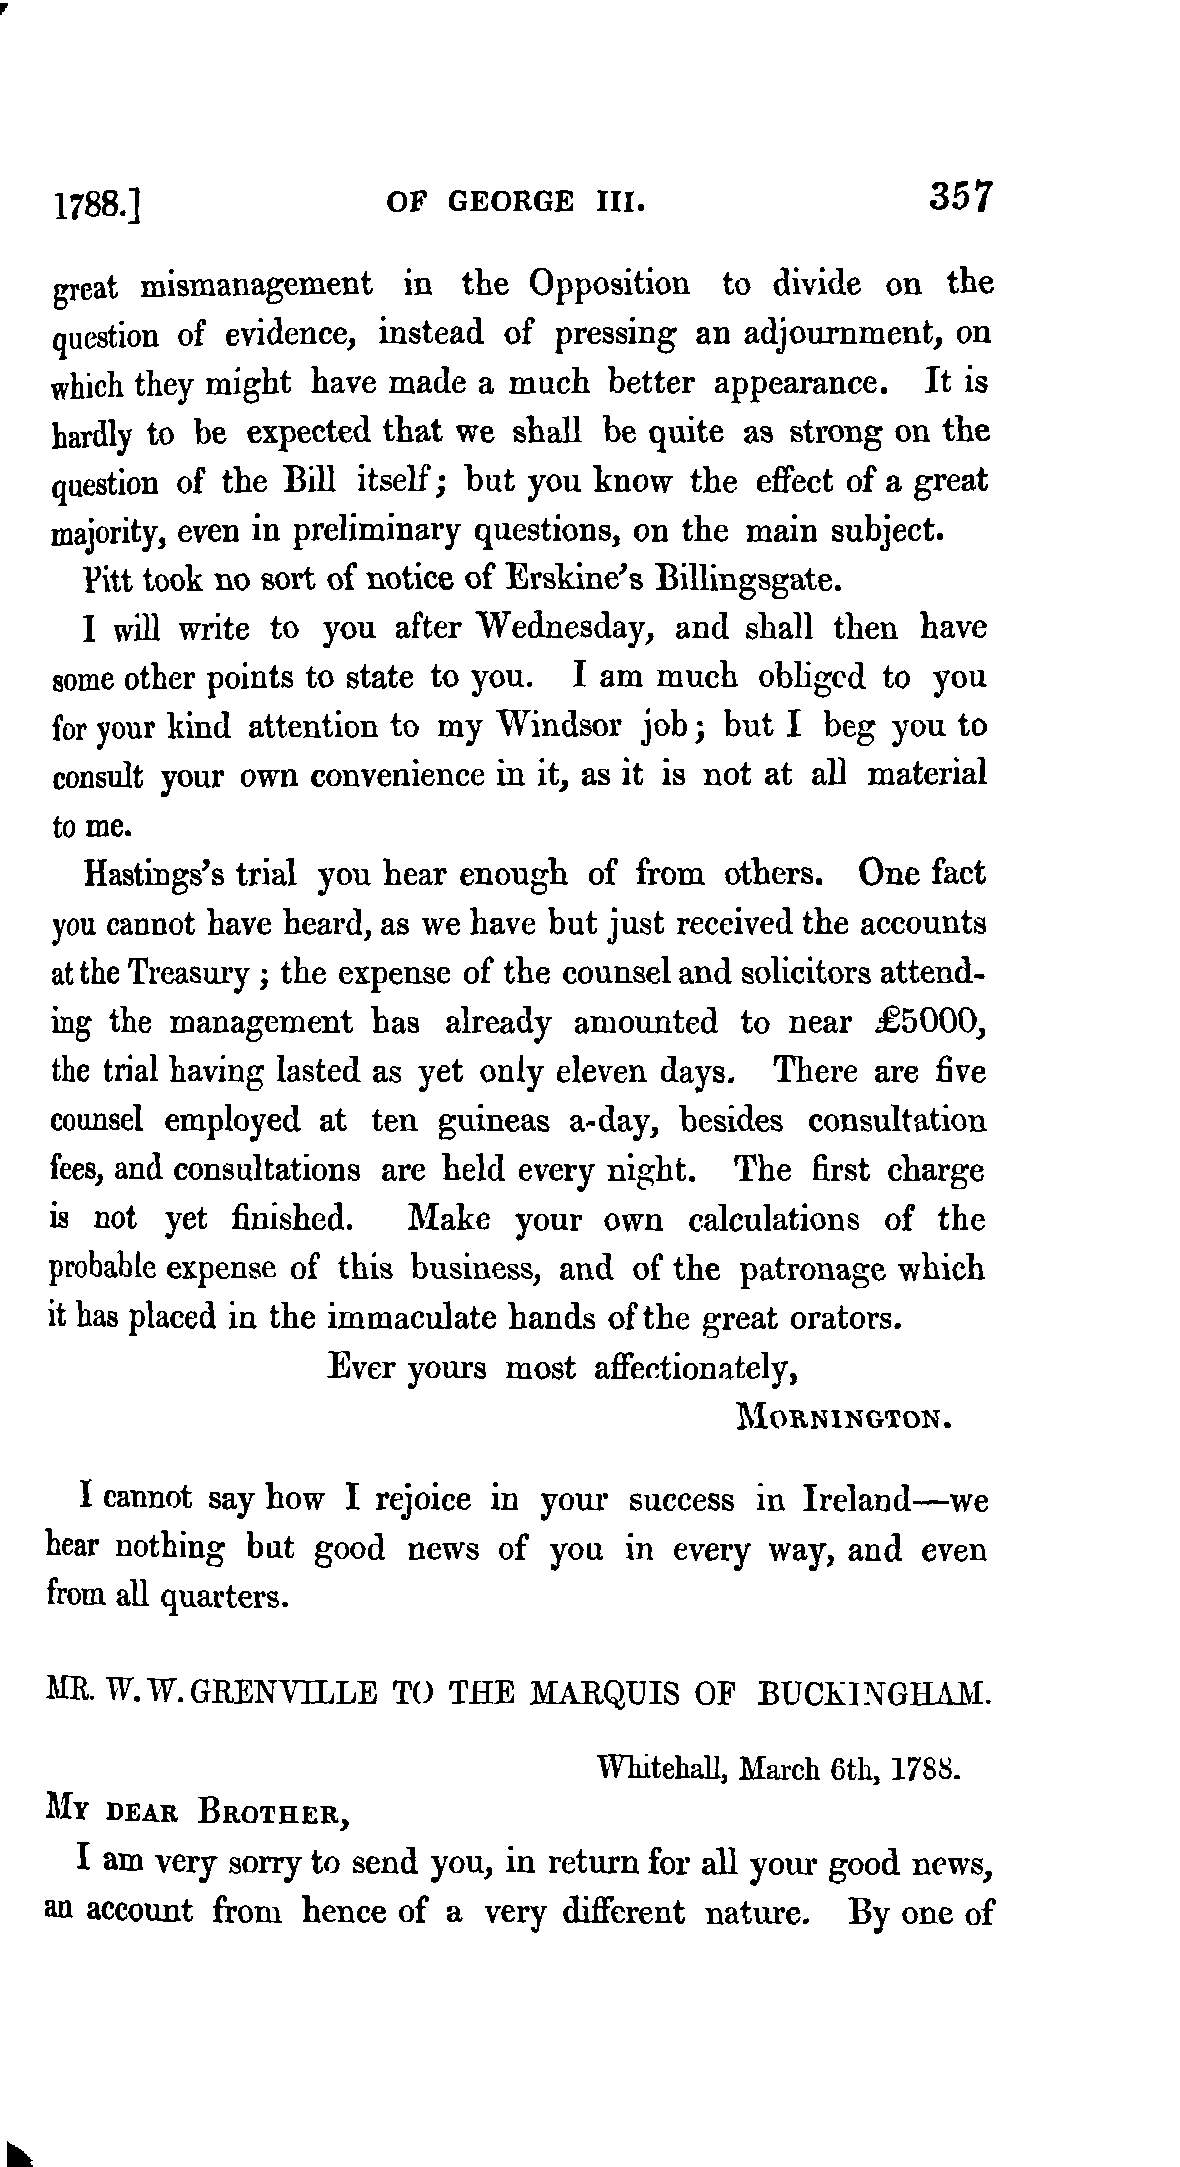 1788.] OF GEORGE III. 357
great mismanagement in the Opposition to divide on the
question of evidence, instead of pressing an adjournment, on
which they might have made a much better appearance. It is
hardly to be expected that we shall be quite as strong on the
question of the Bill itself; but you know the effect of a great
majority, even in preliminary questions, on the main subject.
Pitt took no sort of notice of Erskine's Billingsgate.
I will write to you after Wednesday, and shall then have
some other points to state to you. I am much obliged to you
for your kind attention to my Windsor job; but I beg you to
consult your own convenience in it, as it is not at all material
to me.
Hastings's trial you hear enough of from others. One fact
you cannot have heard, as we have but just received the accounts
at the Treasury; the expense of the counsel and solicitors attend-
ing the management has already amounted to near £5000,
the trial having lasted as yet only eleven days. There are five
counsel employed at ten guineas a-day, besides consultation
fees, and consultations are held every night. The first charge
is not yet finished. Make your own calculations of the
probable expense of this business, and of the patronage which
it has placed in the immaculate hands of the great orators.
Ever yours most affectionately,
MORNINGTON.
I cannot say how I rejoice in your success in Ireland—we
hear nothing but good news of you in every way, and even
from all quarters.
MR. W. W. GRENVILLE TO THE MARQUIS OF BUCKINGHAM.
Whitehall, March 6th, 1788.
MY DEAR BROTHER,
I am very sorry to send you, in return for all your good news,
an account from hence of a very different nature. By one of